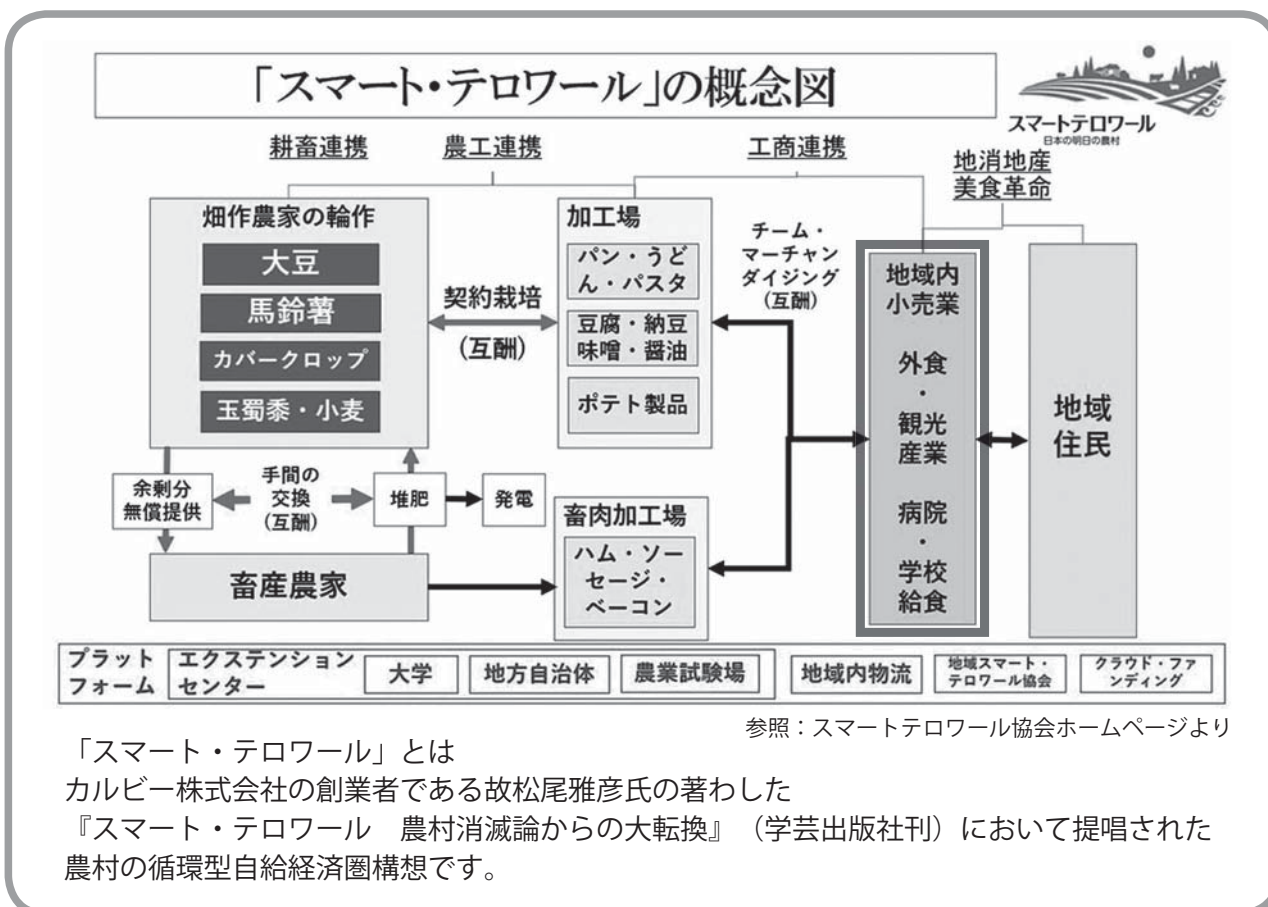 「スマート・テロワール」の概念図
スマートテロワール
日本の明日の農村
耕畜連携
農工連携
工商連携
地消地産
美食革命
畑作農家の輪作
大豆
馬鈴薯
カバークロップ
玉蜀黍・小麦
契約栽培
(互酬)
加工場
パン・うど
ん・パスタ
豆腐・納豆
味噌・醤油
ポテト製品
チーム・
マーチャン
ダイジング
(互酬)
地域内
小売業
外食
・
観光
産業
病院
・
学校
給食
地域
住民
余剰分
無償提供
手間の
交換
(互酬)
堆肥
発電
畜産農家
畜肉加工場
ハム・ソー
セージ・
ベーコン
プラット
フォーム
エクステンション
センター
大学
地方自治体
農業試験場
地域内物流
地域スマート・
テロワール協会
クラウド・ファ
ンディング
参照：スマートテロワール協会ホームページより
「スマート・テロワール」とは
カルビー株式会社の創業者である故松尾雅彦氏の著わした
『スマート・テロワール　農村消滅論からの大転換』（学芸出版社刊）において提唱された
農村の循環型自給経済圏構想です。